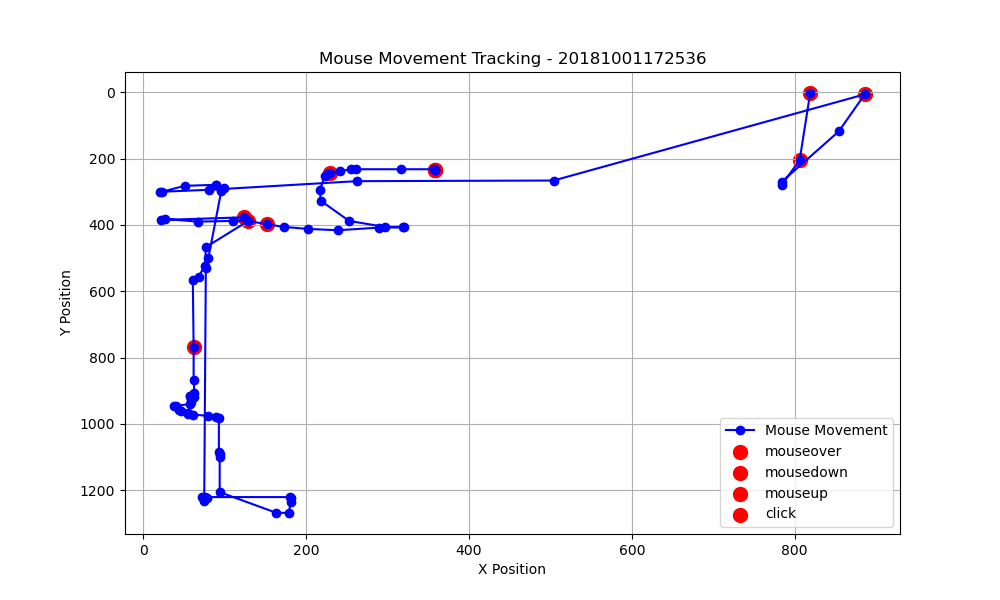 Mouse Movement Tracking - 20181001172536
0
200
400
600
800
1000
1200
Y Position
0 200 400 600 800
X Position
Mouse Movement
mouseover
mousedown
mouseup
click